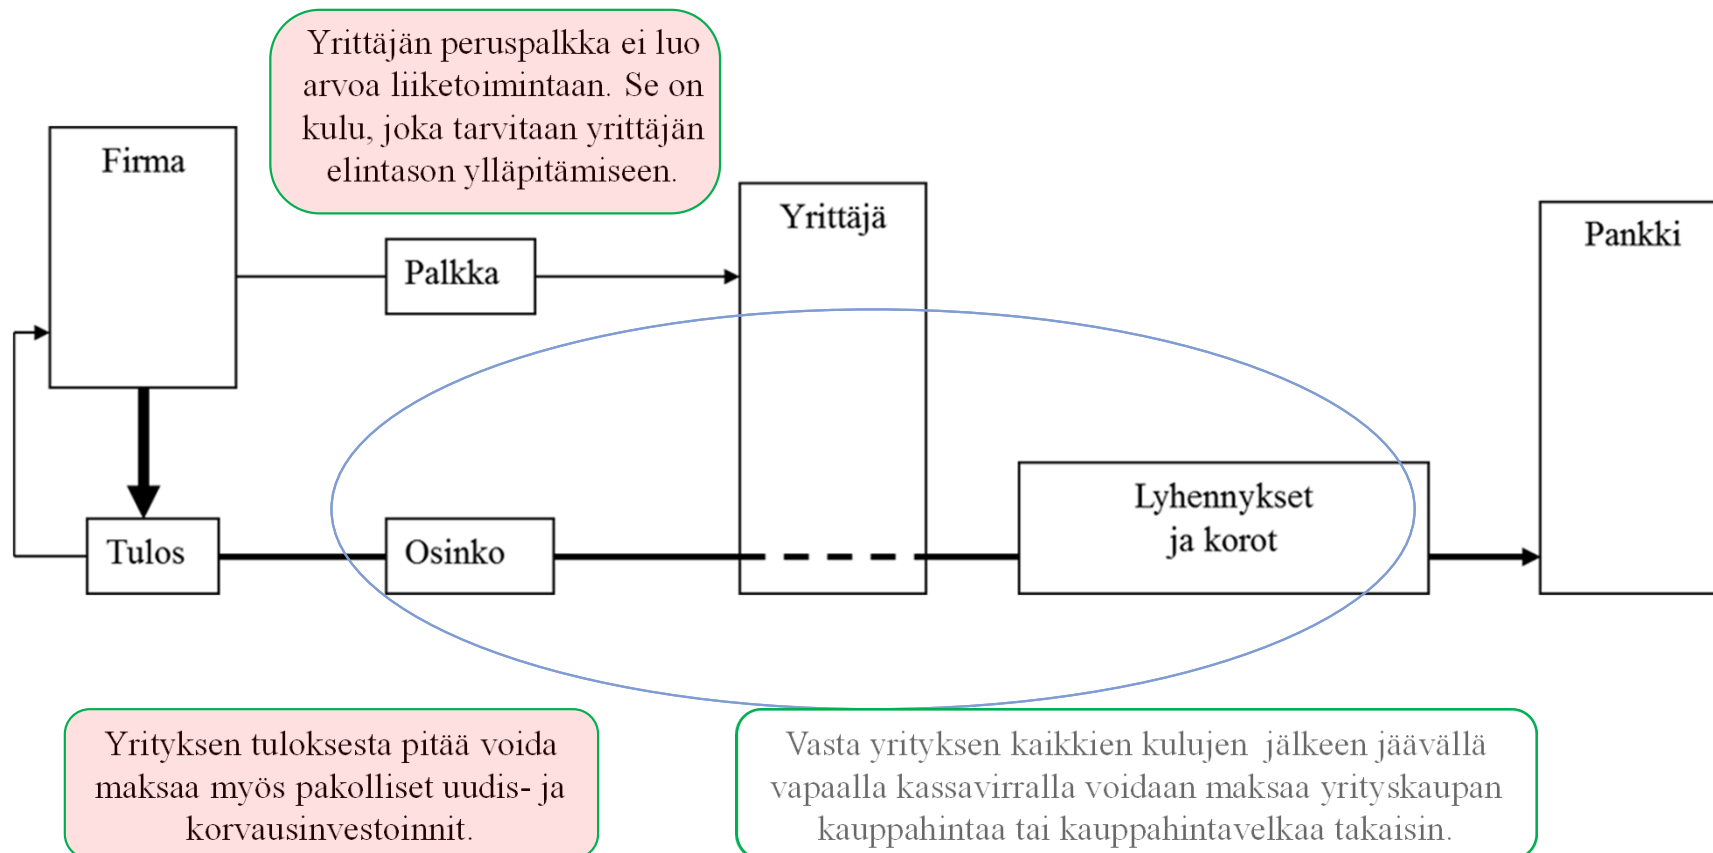 Yrittäjän peruspalkka ei luo
arvoa liiketoimintaan. Se on
kulu, joka tarvitaan yrittäjän
elintason ylläpitämiseen.
Firma
Yrittäjä
Pankki
Palkka
Lyhennykset
ja korot
Tulos
Osinko
Yrityksen tuloksesta pitää voida
maksaa myös pakolliset uudis- ja
korvausinvestoinnit.
Vasta yrityksen kaikkien kulujen jälkeen jäävällä
vapaalla kassavirralla voidaan maksaa yrityskaupan
kauppahintaa tai kauppahintavelkaa takaisin.